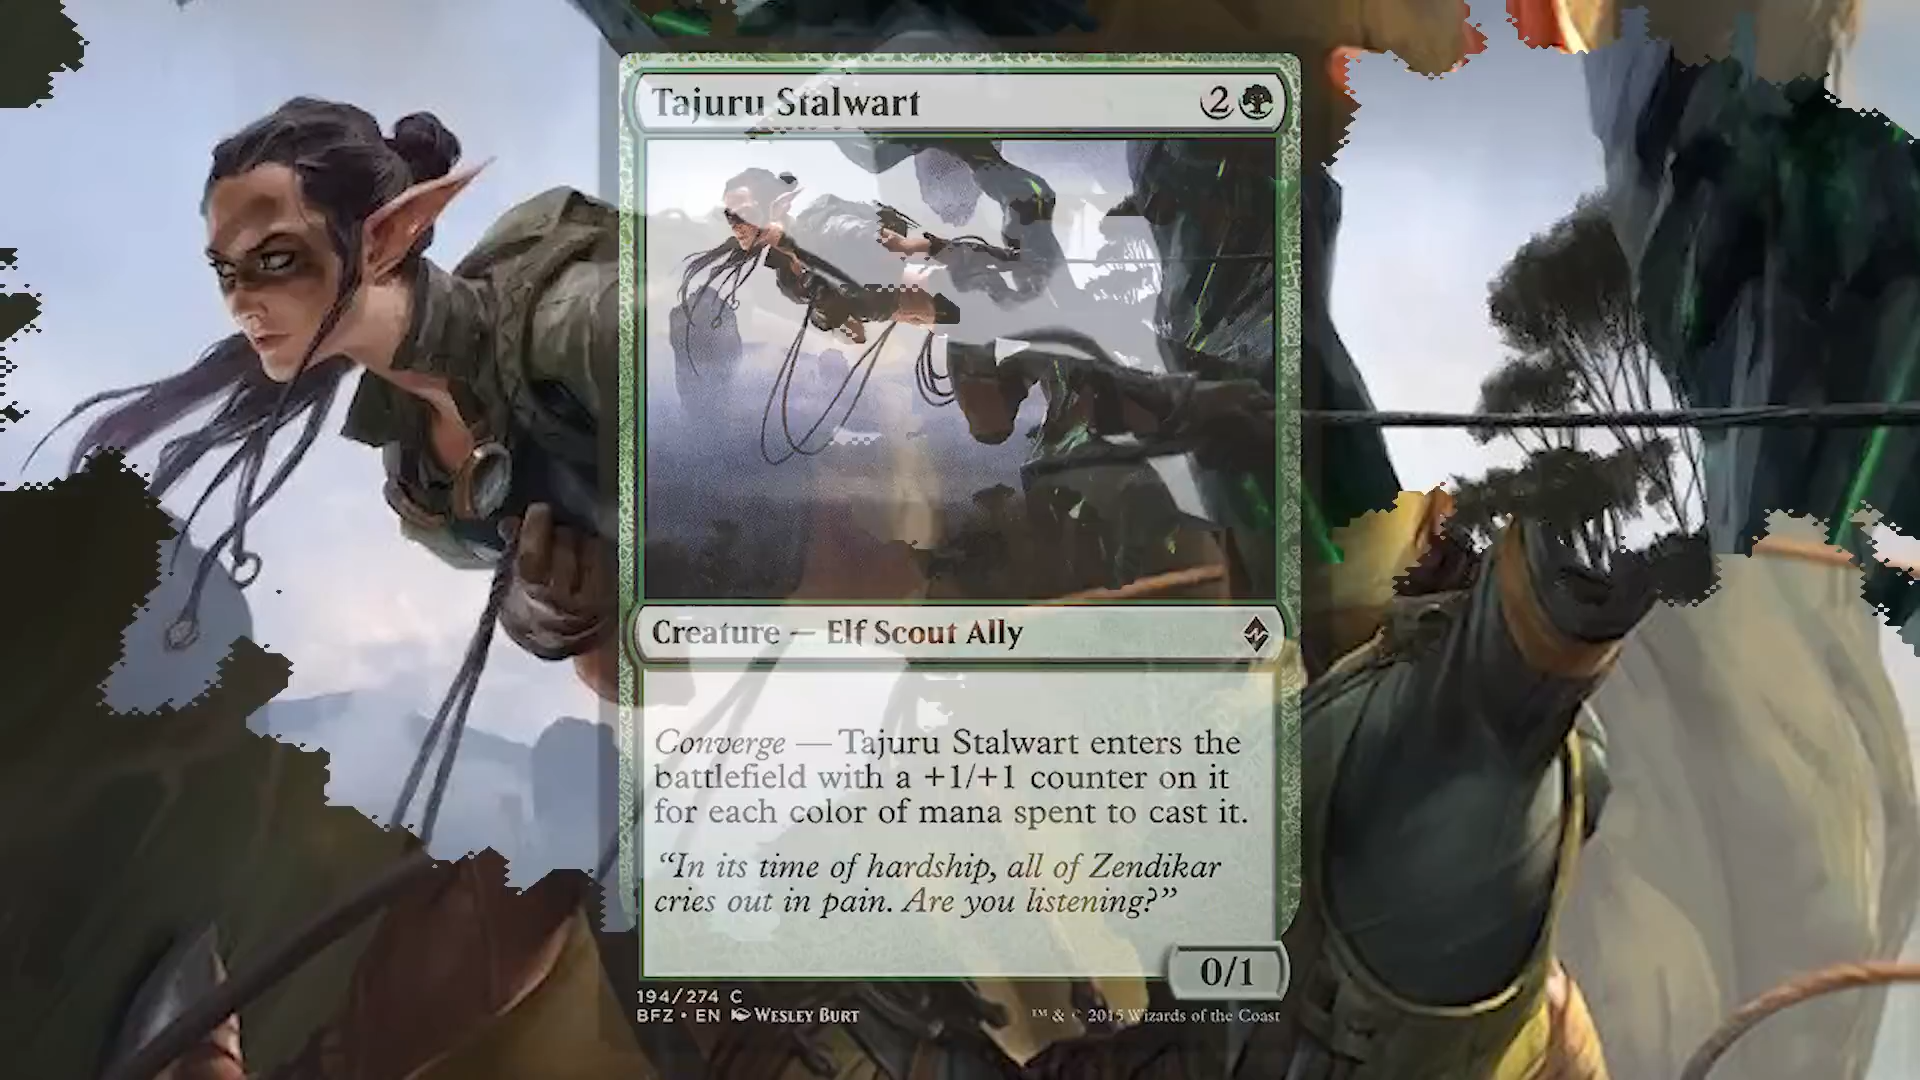 Tajuru Stalwart 2
Creature — Elf Scout Ally
Converge — Tajuru Stalwart enters the
battlefield with a +1/+1 counter on it
for each color of mana spent to cast it.
“In its time of hardship, all of Zendikar
cries out in pain. Are you listening?”
0/1
194/274 C
BFZ • EN Wesley Burt
™ & © 2015 Wizards of the Coast